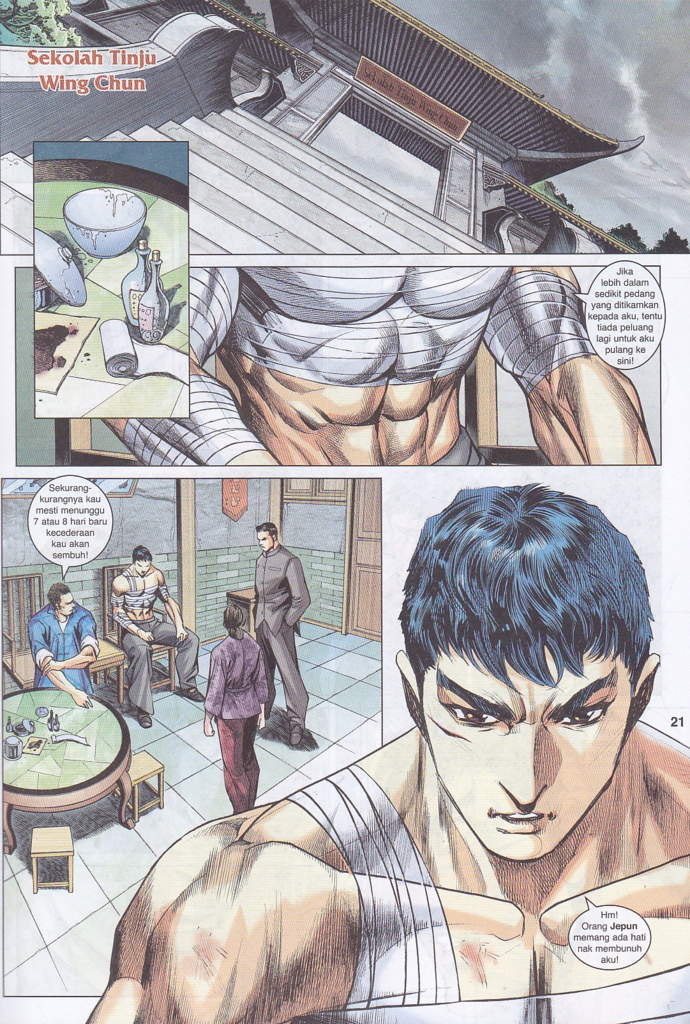 Sekolah Tinju
Wing Chun
Sekolah Tinju Wing Chun
Jika
lebih dalam
sedikit pedang
yang ditikamkan
kepada aku, tentu
tiada peluang
lagi untuk aku
pulang ke
sini!
Sekurang-
kurangnya kau
mesti menunggu
7 atau 8 hari baru
kecederaan
kau akan
sembuh!
21
Hm!
Orang Jepun
memang ada hati
nak membunuh
aku!